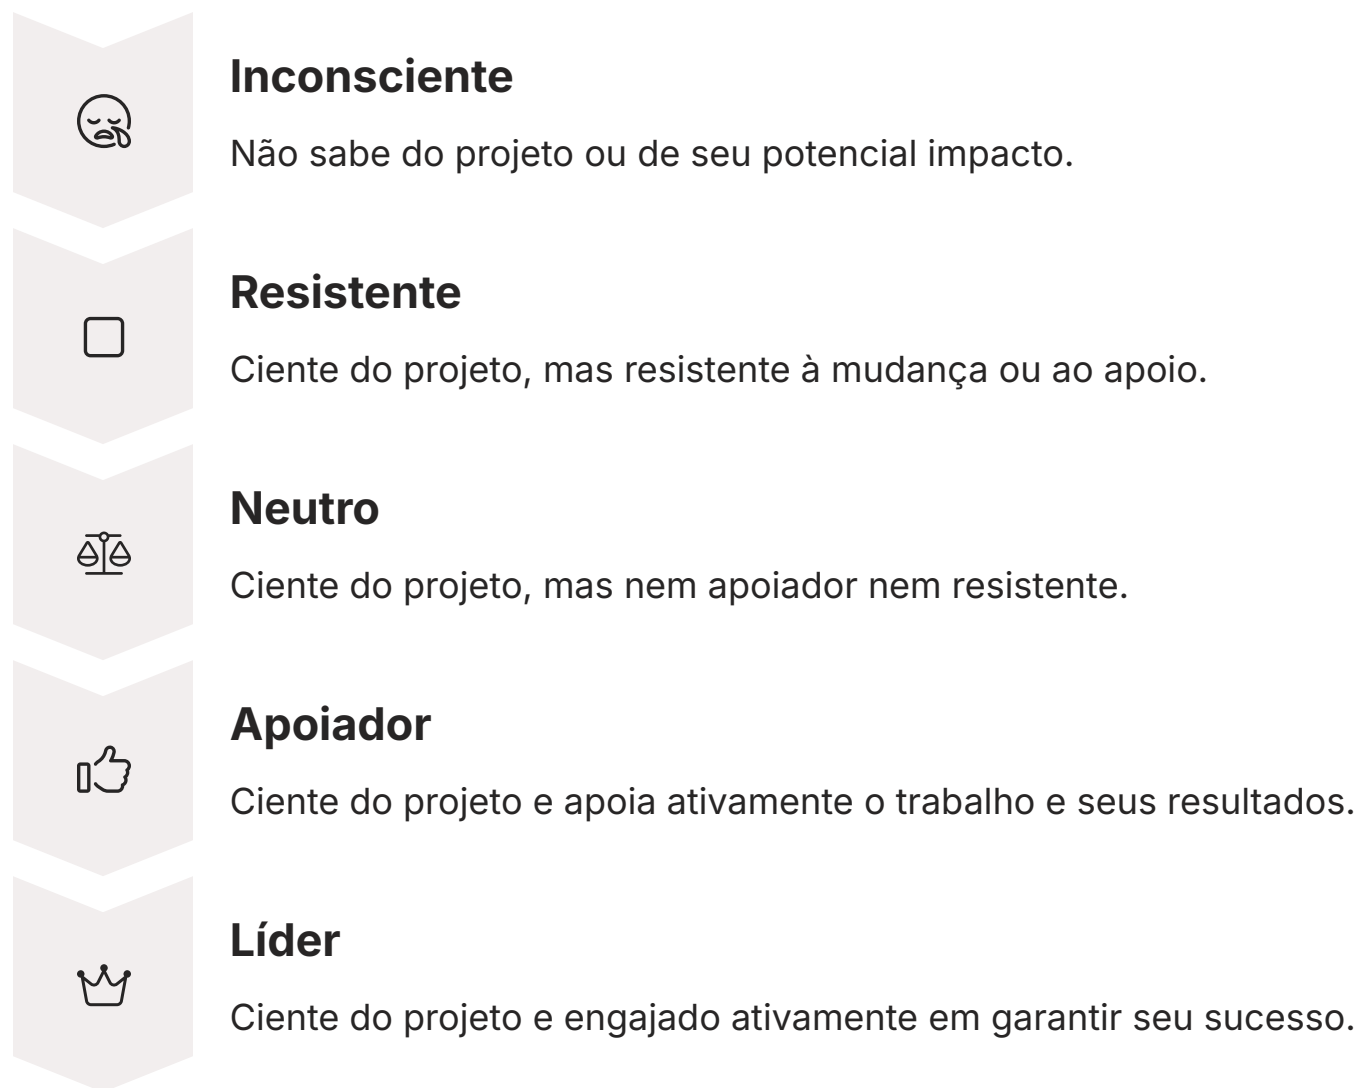 Inconsciente
Não sabe do projeto ou de seu potencial impacto.
Resistente
Ciente do projeto, mas resistente à mudança ou ao apoio.
Neutro
Ciente do projeto, mas nem apoiador nem resistente.
Apoiador
Ciente do projeto e apoia ativamente o trabalho e seus resultados.
Líder
Ciente do projeto e engajado ativamente em garantir seu sucesso.